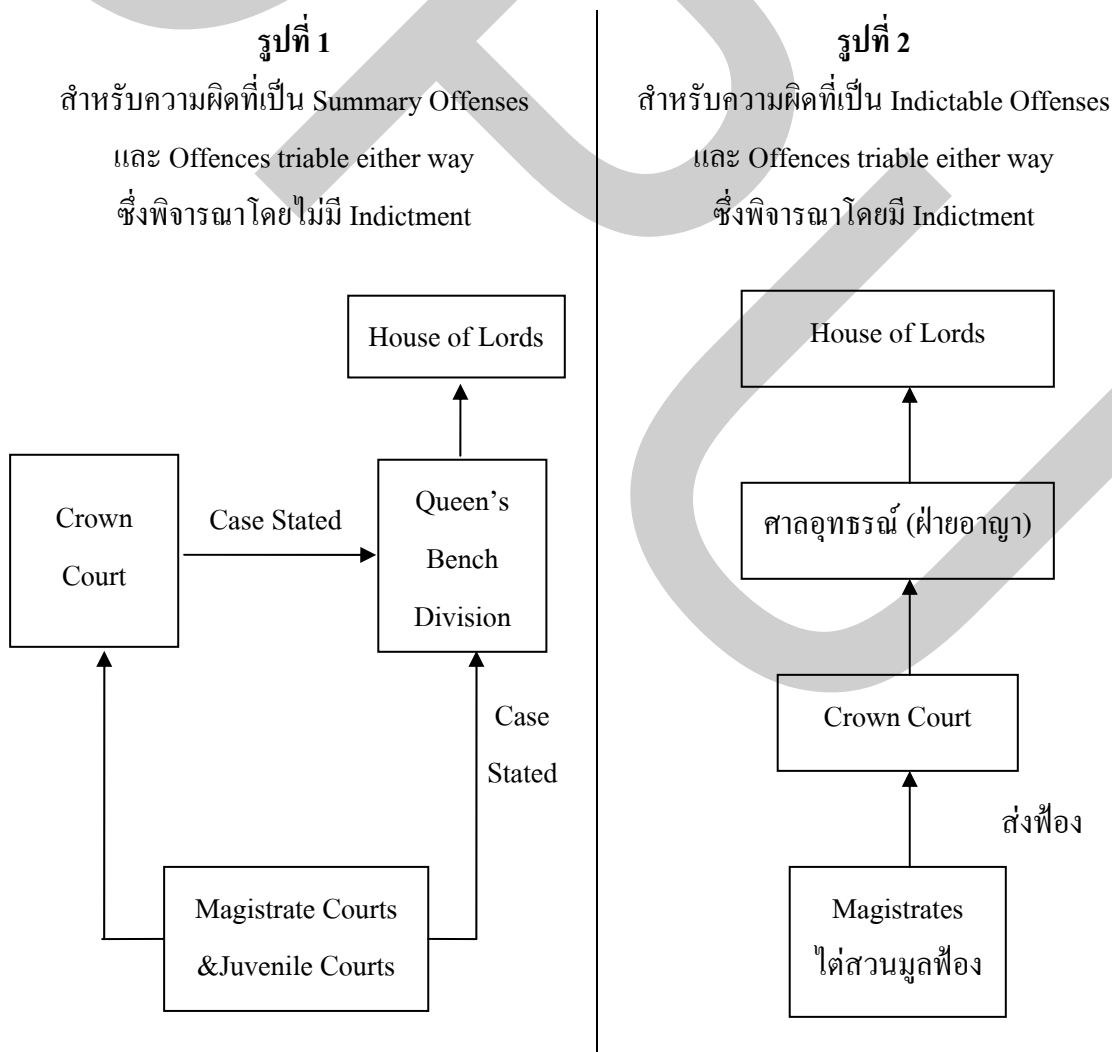 รูปที่ 1
สำหรับความผิดที่เป็น Summary Offenses
และ Offences triable either way
ซึ่งพิจารณาโดยไม่มี Indictment
House of Lords
Crown
Court
Case Stated
Queen’s
Bench
Division
Case
Stated
Magistrate Courts
&Juvenile Courts
รูปที่ 2
สำหรับความผิดที่เป็น Indictable Offenses
และ Offences triable either way
ซึ่งพิจารณาโดยมี Indictment
House of Lords
ศาลอุทธรณ์ (ฝ่ายอาญา)
Crown Court
ส่งฟ้อง
Magistrates
ไต่สวนมูลฟ้อง